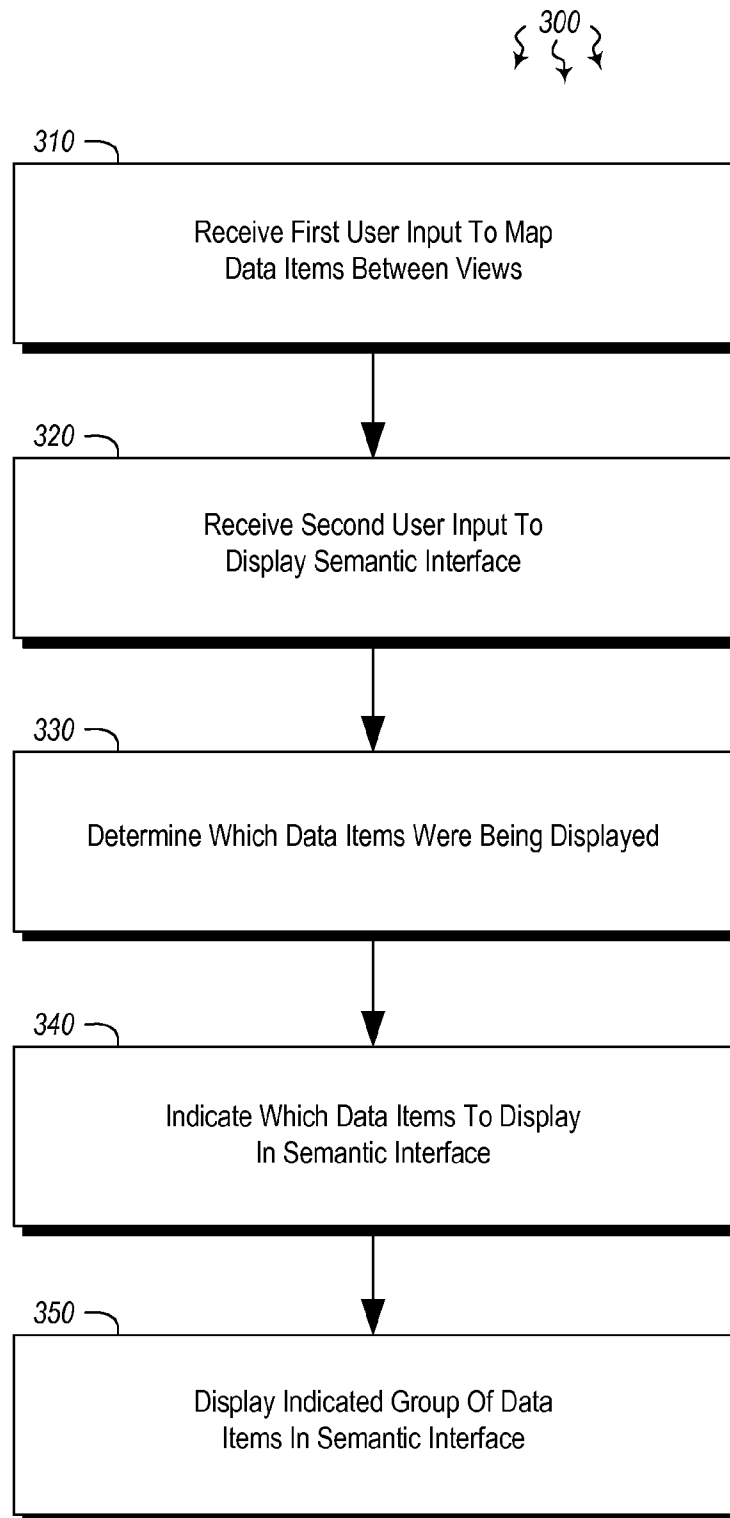 300
310
Receive First User Input To Map
Data Items Between Views
320
Receive Second User Input To
Display Semantic Interface
330
Determine Which Data Items Were Being Displayed
340
Indicate Which Data Items To Display
In Semantic Interface
350
Display Indicated Group Of Data
Items In Semantic Interface